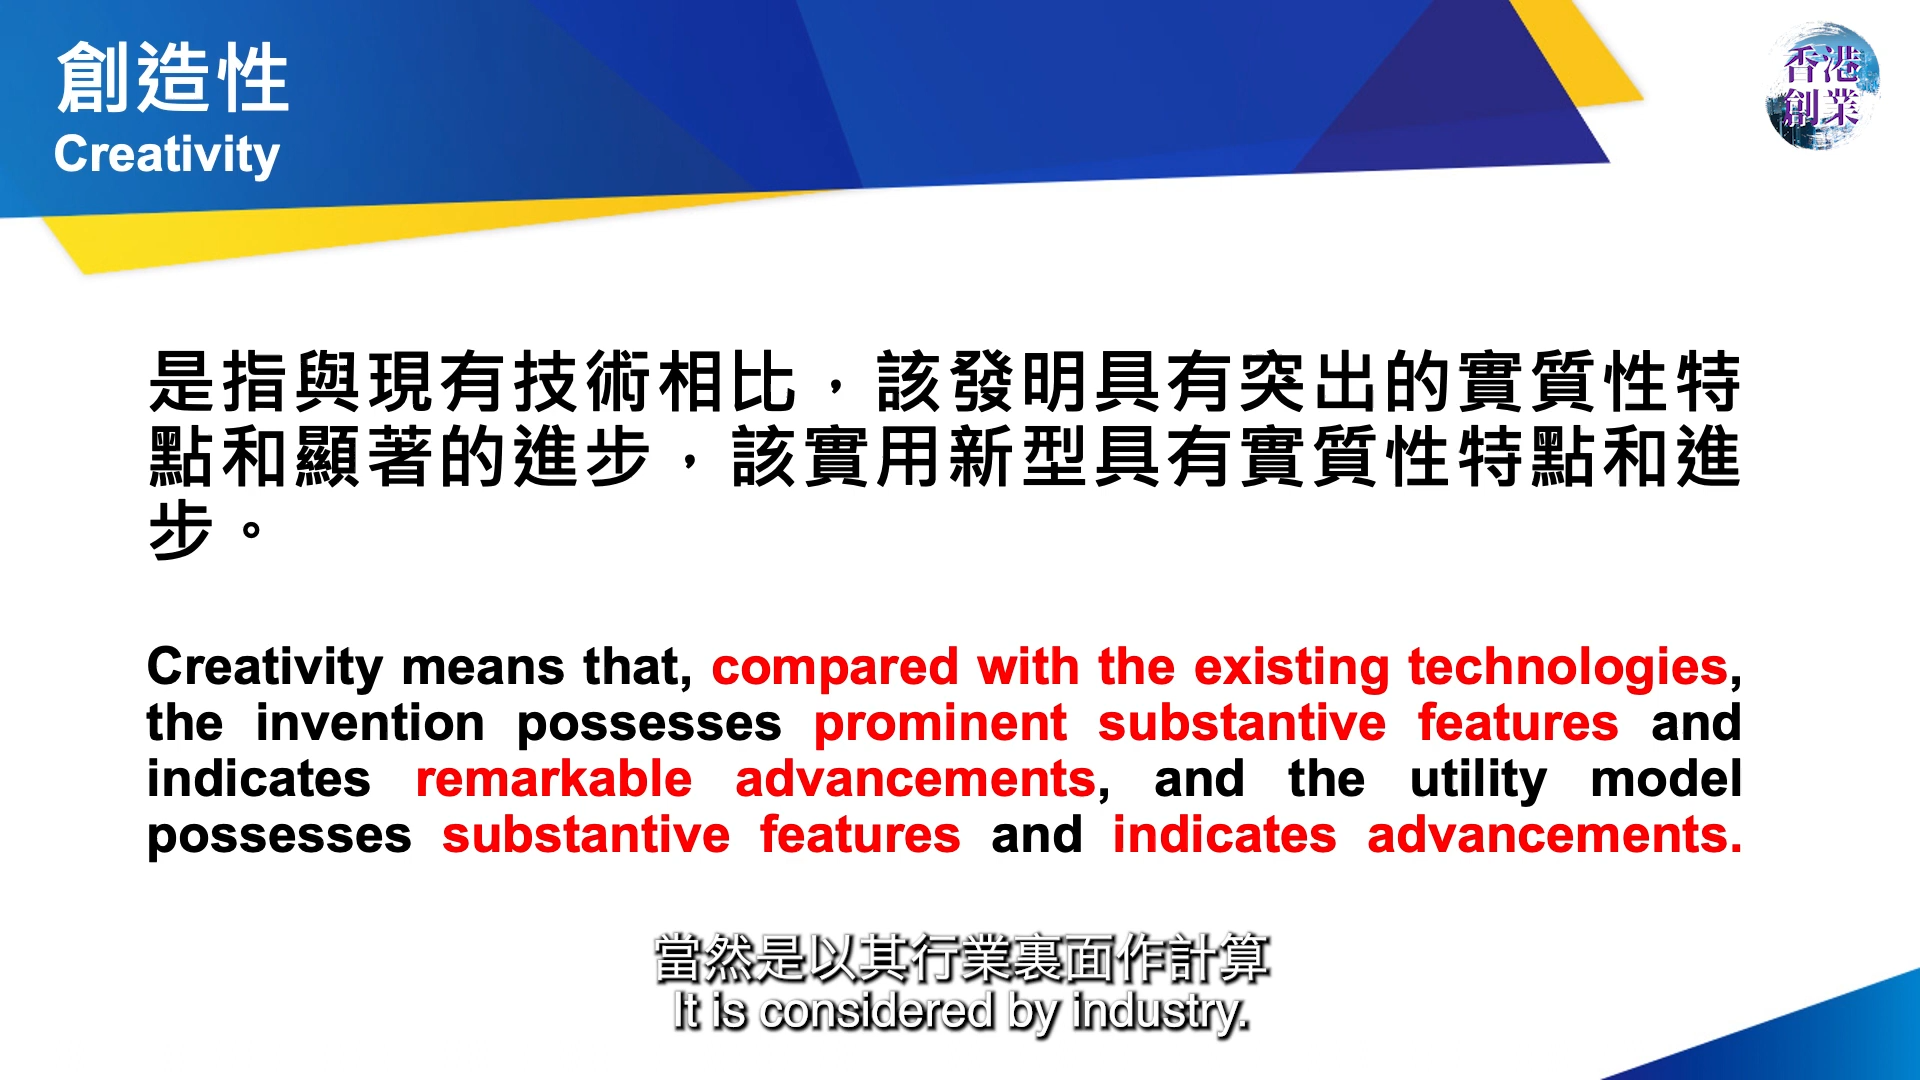 創造性
Creativity
香港
創業
是指與現有技術相比，該發明具有突出的實質性特
點和顯著的進步，該實用新型具有實質性特點和進
步。
Creativity means that, compared with the existing technologies,
the invention possesses prominent substantive features and
indicates remarkable advancements, and the utility model
possesses substantive features and indicates advancements.
當然是以其行業裏面作計算
It is considered by industry.